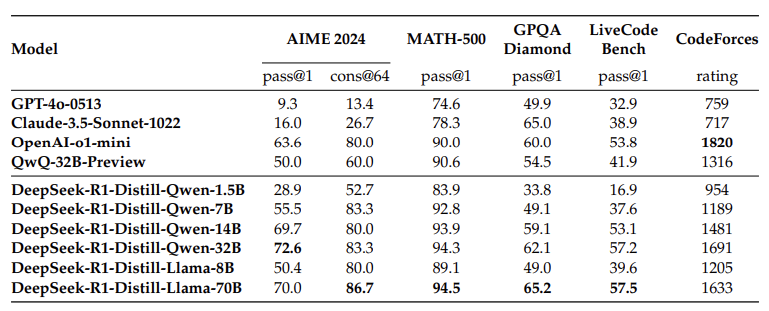 Model AIME 2024 MATH-500 GPQA Diamond LiveCode Bench CodeForces
pass@1 cons@64 pass@1 pass@1 pass@1 rating
GPT-4o-0513 9.3 13.4 74.6 49.9 32.9 759
Claude-3.5-Sonnet-1022 16.0 26.7 78.3 65.0 38.9 717
OpenAI-o1-mini 63.6 80.0 90.0 60.0 53.8 1820
QwQ-32B-Preview 50.0 60.0 90.6 54.5 41.9 1316
DeepSeek-R1-Distill-Qwen-1.5B 28.9 52.7 83.9 33.8 16.9 954
DeepSeek-R1-Distill-Qwen-7B 55.5 83.3 92.8 49.1 37.6 1189
DeepSeek-R1-Distill-Qwen-14B 69.7 80.0 93.9 59.1 53.1 1481
DeepSeek-R1-Distill-Qwen-32B 72.6 83.3 94.3 62.1 57.2 1691
DeepSeek-R1-Distill-Llama-8B 50.4 80.0 89.1 49.0 39.6 1205
DeepSeek-R1-Distill-Llama-70B 70.0 86.7 94.5 65.2 57.5 1633